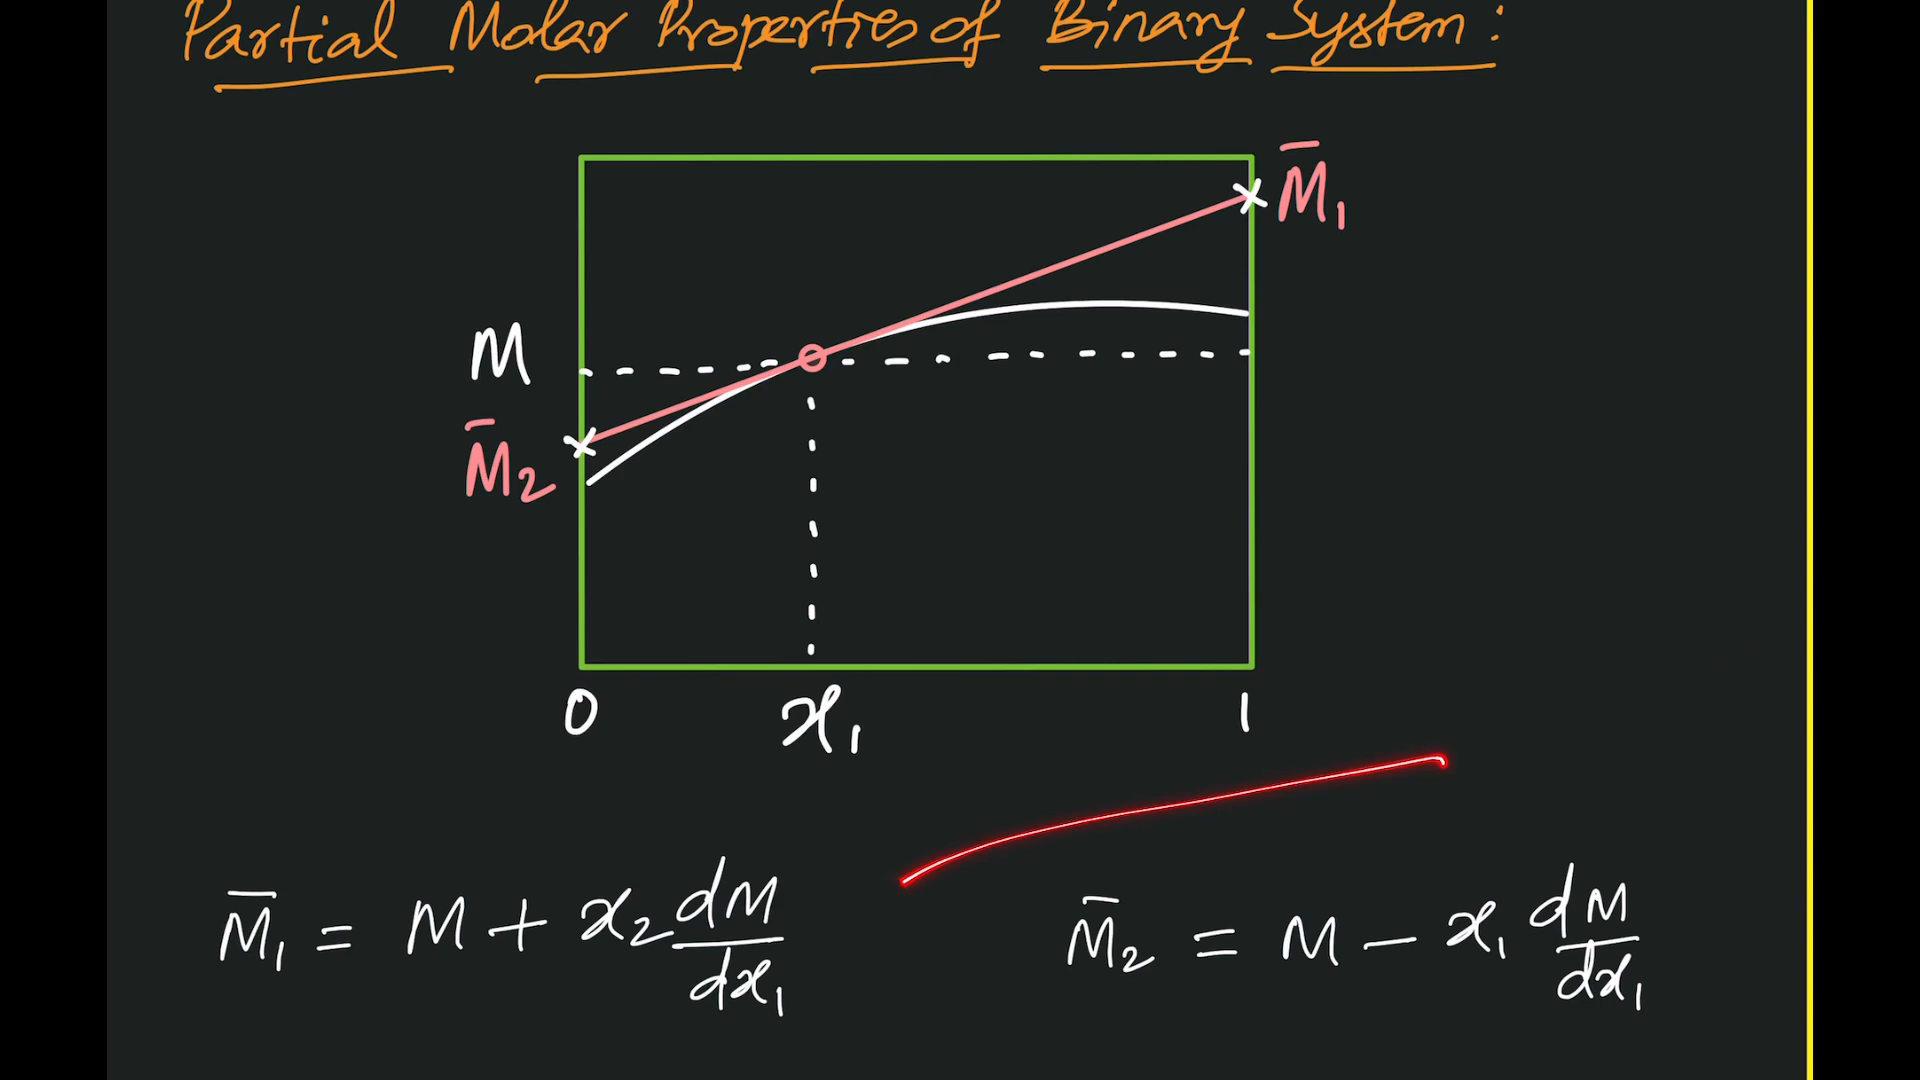 Partial Molar Properties of Binary System :
M̄₁
M
M̄₂
0 x₁ 1
M̄₁ = M + x₂ dM/dx₁ M̄₂ = M − x₁ dM/dx₁